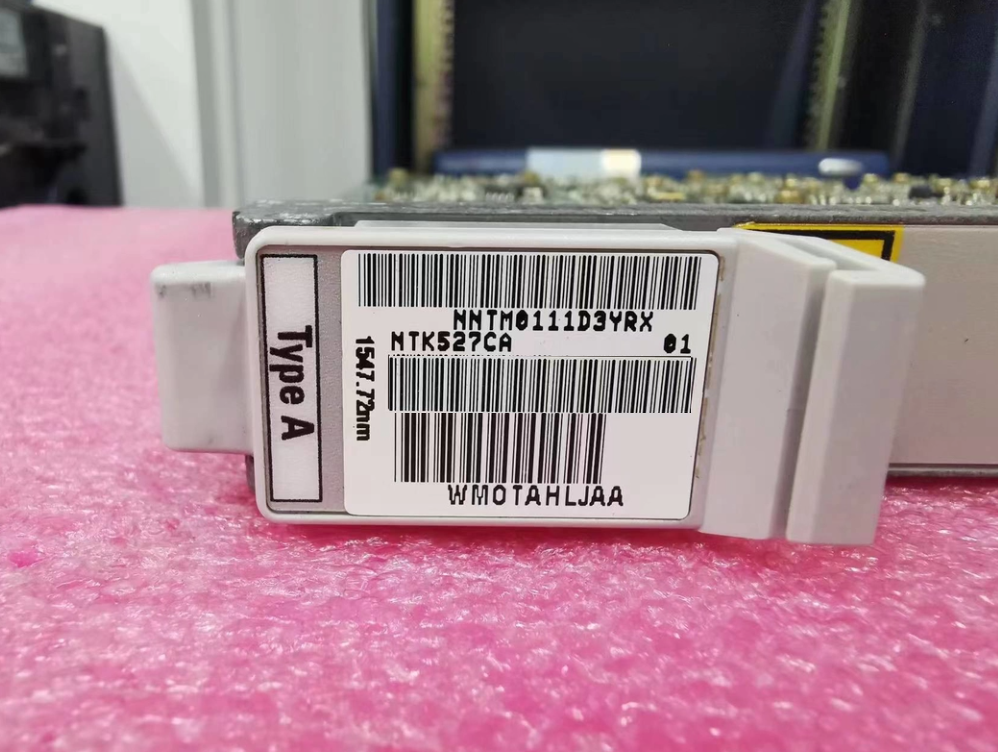 Type A
NNTM0111D3YRX
NTK527CA 01
1547.72nm
WMOTAHLJAA